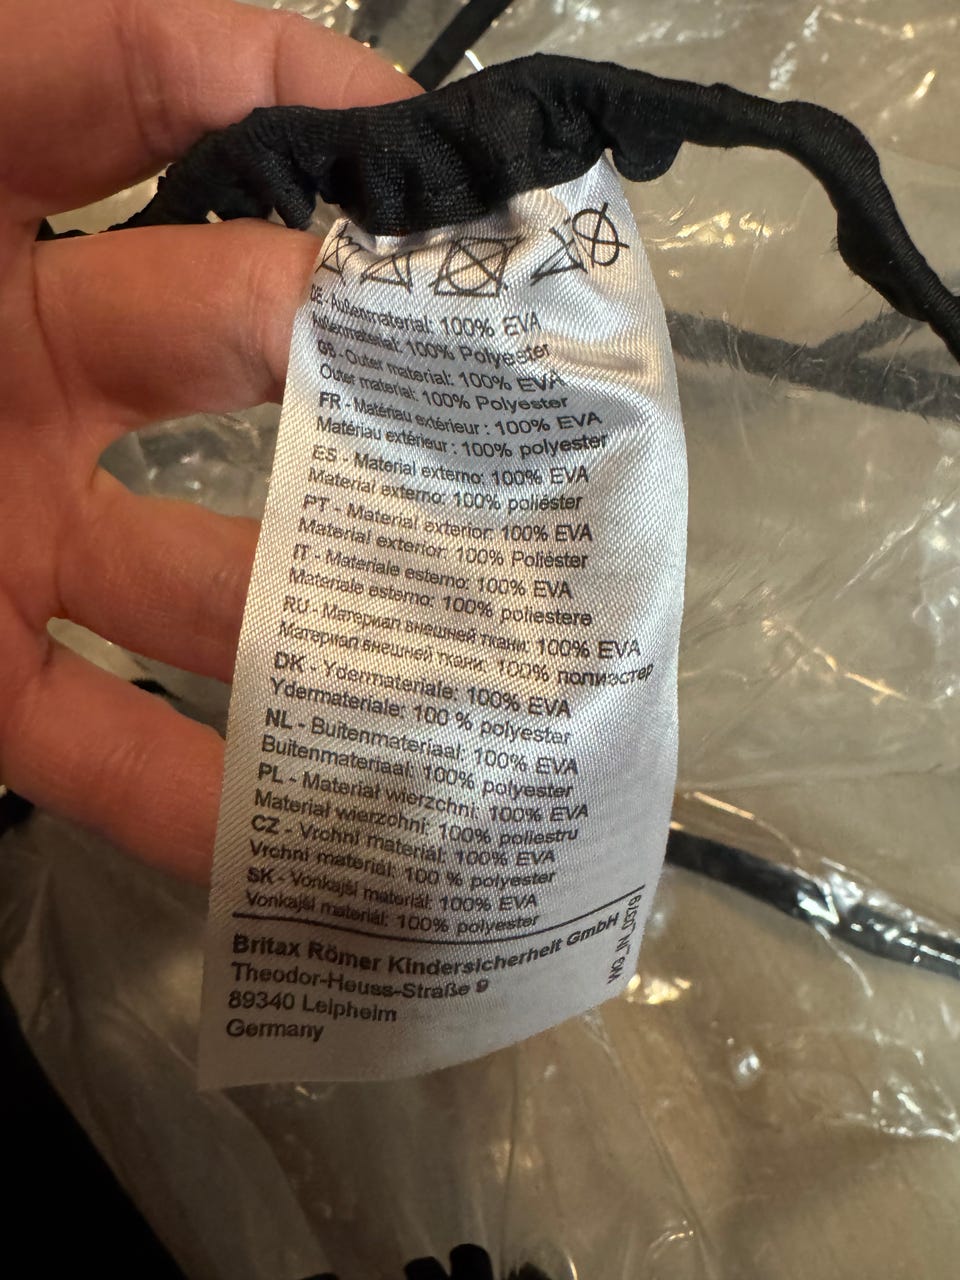 DE - Außenmaterial: 100% EVA
Innenmaterial: 100% Polyester
GB - Outer material: 100% EVA
Outer material: 100% Polyester
FR - Matériau extérieur : 100% EVA
Matériau extérieur : 100% polyester
ES - Material externo: 100% EVA
Material externo: 100% poliéster
PT - Material exterior: 100% EVA
Material exterior: 100% Poliéster
IT - Materiale esterno: 100% EVA
Materiale esterno: 100% poliestere
RU - Материал внешней ткани: 100% EVA
Материал внешней ткани: 100% полиэстер
DK - Ydermateriale: 100% EVA
Ydermateriale: 100 % polyester
NL - Buitenmateriaal: 100% EVA
Buitenmateriaal: 100% polyester
PL - Materiał wierzchni: 100% EVA
Materiał wierzchni: 100% poliestru
CZ - Vrchní materiál: 100% EVA
Vrchní materiál: 100 % polyester
SK - Vonkajší materiál: 100% EVA
Vonkajší materiál: 100% polyester
Britax Römer Kindersicherheit GmbH
Theodor-Heuss-Straße 9
89340 Leipheim
Germany